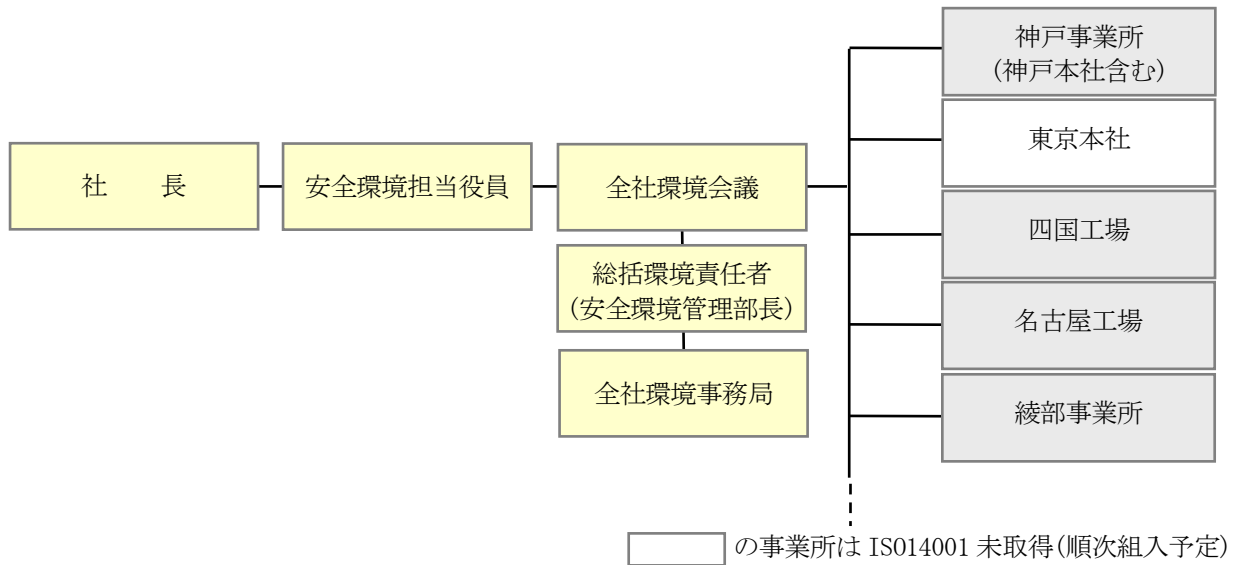 神戸事業所
(神戸本社含む)
東京本社
社　　長
安全環境担当役員
全社環境会議
四国工場
総括環境責任者
(安全環境管理部長)
名古屋工場
全社環境事務局
綾部事業所
の事業所は ISO14001 未取得(順次組入予定)